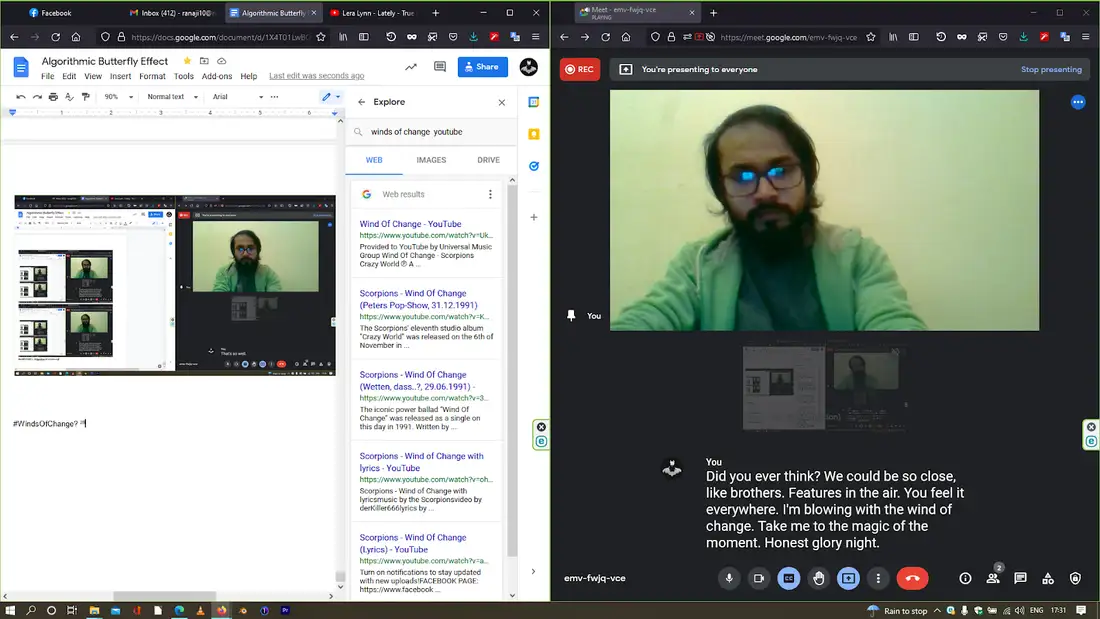 Facebook
Inbox (412) - ranaji10@
Algorithmic Butterfly
Lera Lynn - Lately - True
https://docs.google.com/document/d/1X4T01LwB
Algorithmic Butterfly Effect
File Edit View Insert Format Tools Add-ons Help Last edit was seconds ago
Share
90% Normal text Arial
1 2 3 4 5 6
#WindsOfChange?
Explore
winds of change youtube
WEB IMAGES DRIVE
Web results
Wind Of Change - YouTube
https://www.youtube.com/watch?v=Uk...
Provided to YouTube by Universal Music
Group Wind Of Change · Scorpions
Crazy World ℗ A ...
Scorpions - Wind Of Change
(Peters Pop-Show, 31.12.1991)
https://www.youtube.com/watch?v=K...
The Scorpions' eleventh studio album
"Crazy World" was released on the 6th of
November in ...
Scorpions - Wind Of Change
(Wetten, dass..?, 29.06.1991) -
https://www.youtube.com/watch?v=3...
The iconic power ballad "Wind Of
Change" was released as a single on
this day in 1991. Written by ...
Scorpions - Wind of Change with
lyrics - YouTube
https://www.youtube.com/watch?v=oh...
Scorpions - Wind of Change with
lyricsmusic by the Scorpionsvideo by
derKiller666lyrics by ...
Scorpions - Wind Of Change
(Lyrics) - YouTube
https://www.youtube.com/watch?v=a...
Turn on notifications to stay updated
with new uploads!FACEBOOK PAGE:
https://www.facebook ...
Meet - emv-fwjq-vce
PLAYING
https://meet.google.com/emv-fwjq-vce
REC
You're presenting to everyone
Stop presenting
You
You
Did you ever think? We could be so close,
like brothers. Features in the air. You feel it
everywhere. I'm blowing with the wind of
change. Take me to the magic of the
moment. Honest glory night.
emv-fwjq-vce
CC
2
Rain to stop
ENG
17:31